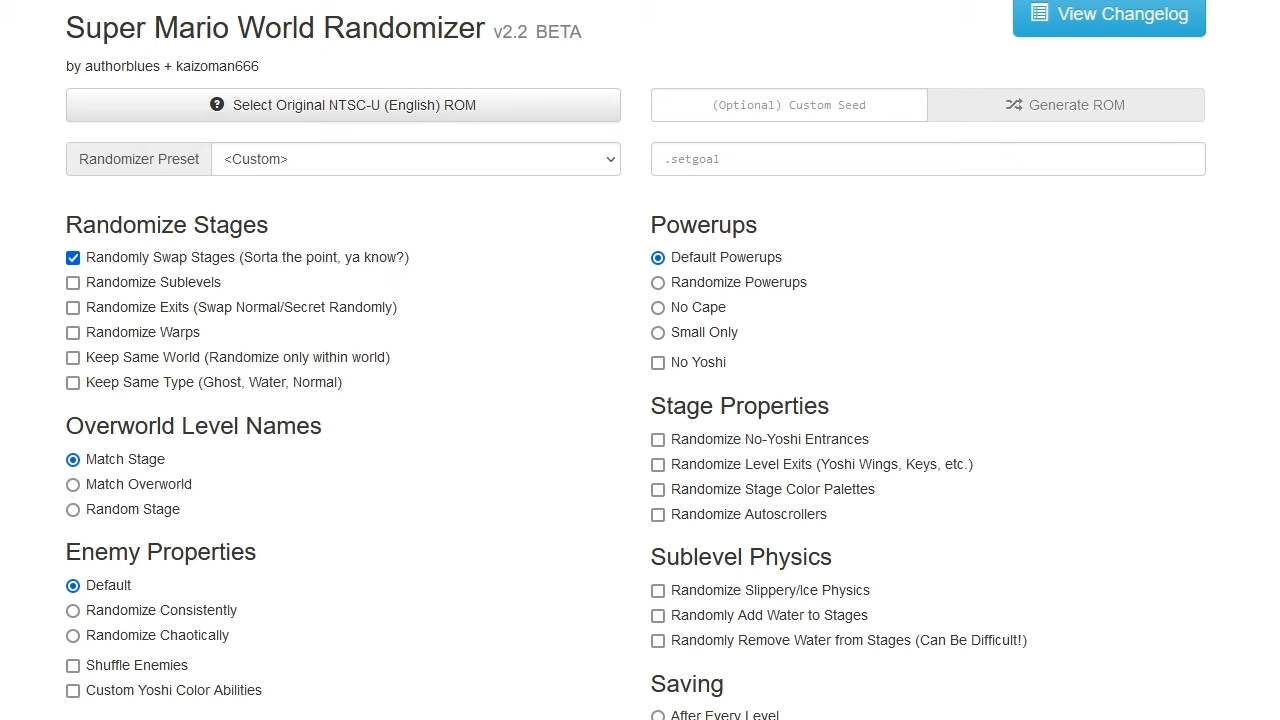 Super Mario World Randomizer v2.2 BETA
View Changelog
by authorblues + kaizoman666
Select Original NTSC-U (English) ROM
(Optional) Custom Seed
Generate ROM
Randomizer Preset
<Custom>
.setgoal
Randomize Stages
Randomly Swap Stages (Sorta the point, ya know?)
Randomize Sublevels
Randomize Exits (Swap Normal/Secret Randomly)
Randomize Warps
Keep Same World (Randomize only within world)
Keep Same Type (Ghost, Water, Normal)
Overworld Level Names
Match Stage
Match Overworld
Random Stage
Enemy Properties
Default
Randomize Consistently
Randomize Chaotically
Shuffle Enemies
Custom Yoshi Color Abilities
Powerups
Default Powerups
Randomize Powerups
No Cape
Small Only
No Yoshi
Stage Properties
Randomize No-Yoshi Entrances
Randomize Level Exits (Yoshi Wings, Keys, etc.)
Randomize Stage Color Palettes
Randomize Autoscrollers
Sublevel Physics
Randomize Slippery/Ice Physics
Randomly Add Water to Stages
Randomly Remove Water from Stages (Can Be Difficult!)
Saving
After Every Level